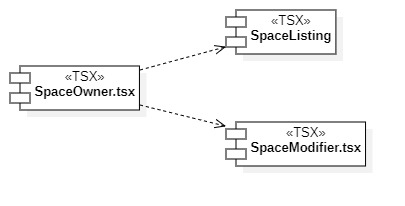 «TSX»
SpaceListing
«TSX»
SpaceOwner.tsx
«TSX»
SpaceModifier.tsx